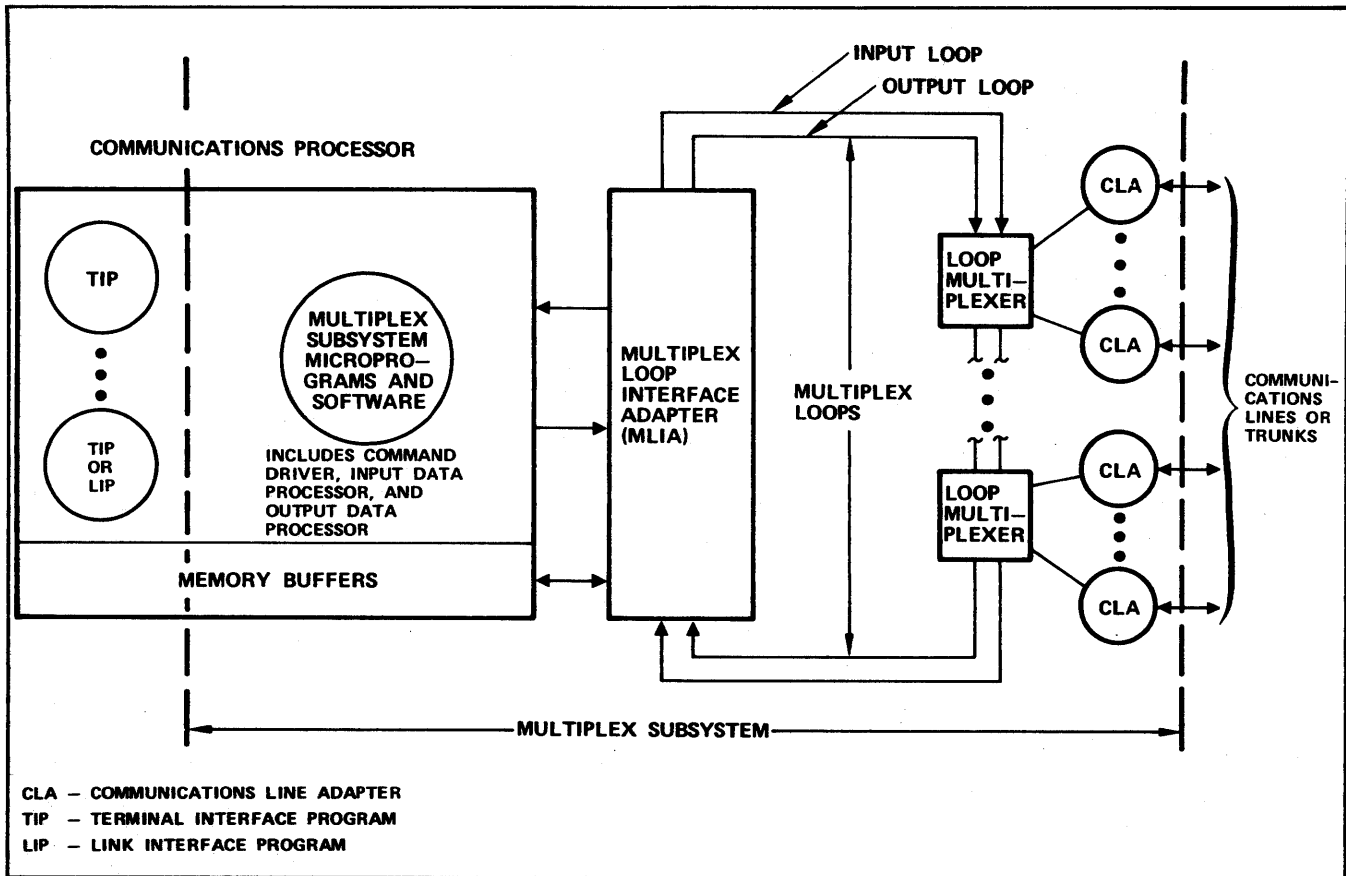 INPUT LOOP
OUTPUT LOOP
COMMUNICATIONS PROCESSOR
TIP
TIP
OR
LIP
MULTIPLEX
SUBSYSTEM
MICROPRO-
GRAMS AND
SOFTWARE
INCLUDES COMMAND
DRIVER, INPUT DATA
PROCESSOR, AND
OUTPUT DATA
PROCESSOR
MEMORY BUFFERS
MULTIPLEX
LOOP
INTERFACE
ADAPTER
(MLIA)
MULTIPLEX
LOOPS
LOOP
MULTI-
PLEXER
LOOP
MULTI-
PLEXER
CLA
CLA
CLA
CLA
COMMUNI-
CATIONS
LINES OR
TRUNKS
MULTIPLEX SUBSYSTEM
CLA – COMMUNICATIONS LINE ADAPTER
TIP – TERMINAL INTERFACE PROGRAM
LIP – LINK INTERFACE PROGRAM